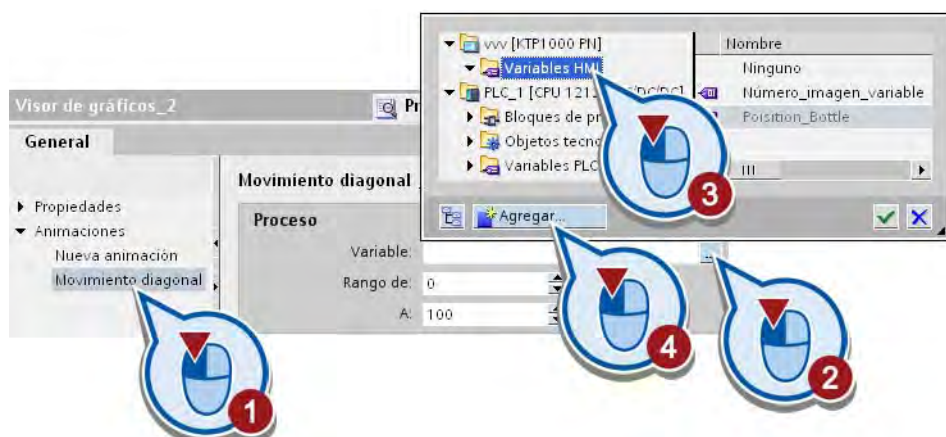 Visor de gráficos_2
Pr
General
Propiedades
Animaciones
Nueva animación
Movimiento diagonal
Movimiento diagonal
Proceso
Variable:
Rango de: 0
A: 100
vvv [KTP1000 PN]
Variables HMI
PLC_1 [CPU 121 DC/DC]
Bloques de pr
Objetos tecno
Variables PLC
Nombre
Ninguno
Número_imagen_variable
Poisition_Bottle
Agregar...
...
1
2
3
4